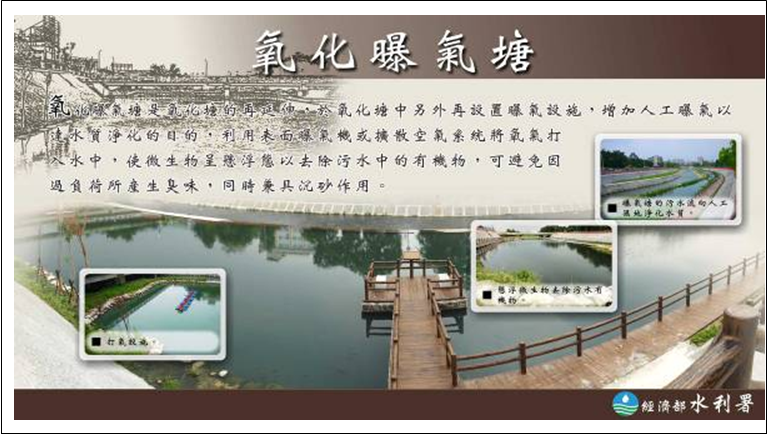 氧化曝氣塘
氧化曝氣塘是氧化塘的再延伸，於氧化塘中另外再設置曝氣設施，增加人工曝氣以
達水質淨化的目的，利用表面曝氣機或擴散空氣系統將氧氣打
入水中，使微生物呈懸浮態以去除污水中的有機物，可避免因
過負荷所產生臭味，同時兼具沉砂作用。
曝氣塘的污水流向人工
濕地淨化水質。
懸浮微生物去除污水有
機物。
打氣設施。
經濟部水利署